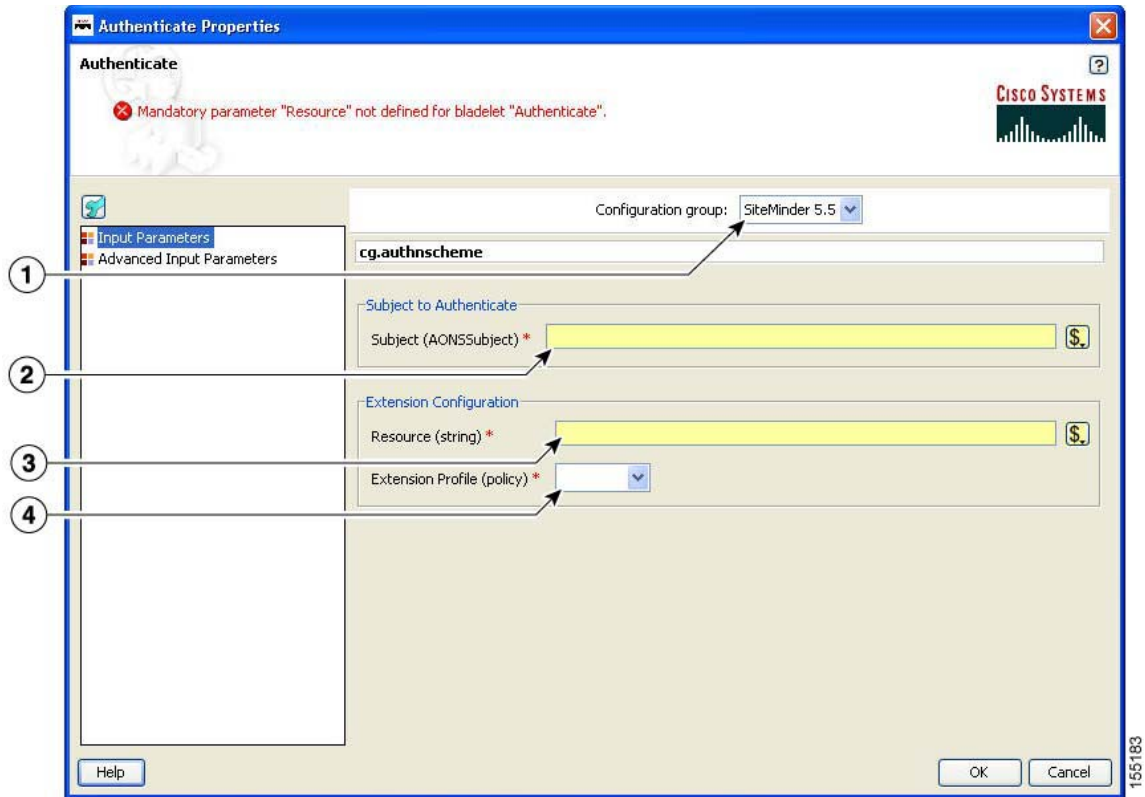 Authenticate Properties
Authenticate
Mandatory parameter "Resource" not defined for bladelet "Authenticate".
CISCO SYSTEMS
Configuration group: SiteMinder 5.5
Input Parameters
Advanced Input Parameters
cg.authnscheme
1
Subject to Authenticate
Subject (AONSSubject) *
$
2
Extension Configuration
Resource (string) *
$
3
Extension Profile (policy) *
4
Help
OK
Cancel
155183